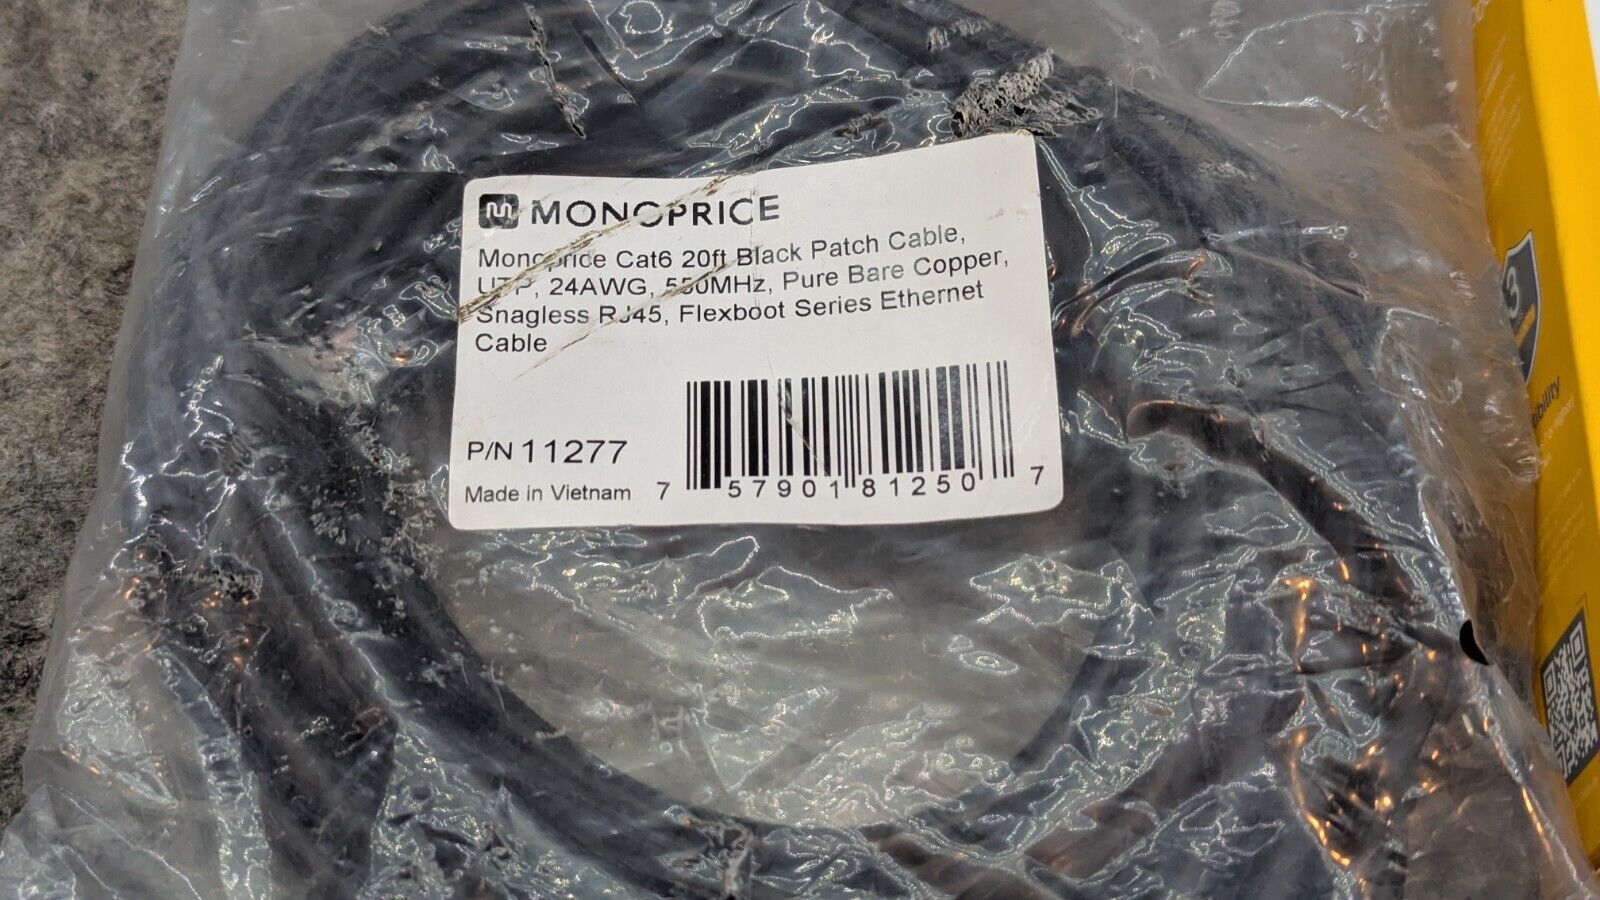 MONOPRICE
Monoprice Cat6 20ft Black Patch Cable,
UTP, 24AWG, 550MHz, Pure Bare Copper,
Snagless RJ45, Flexboot Series Ethernet
Cable
P/N 11277
Made in Vietnam
7 57901 81250 7
3